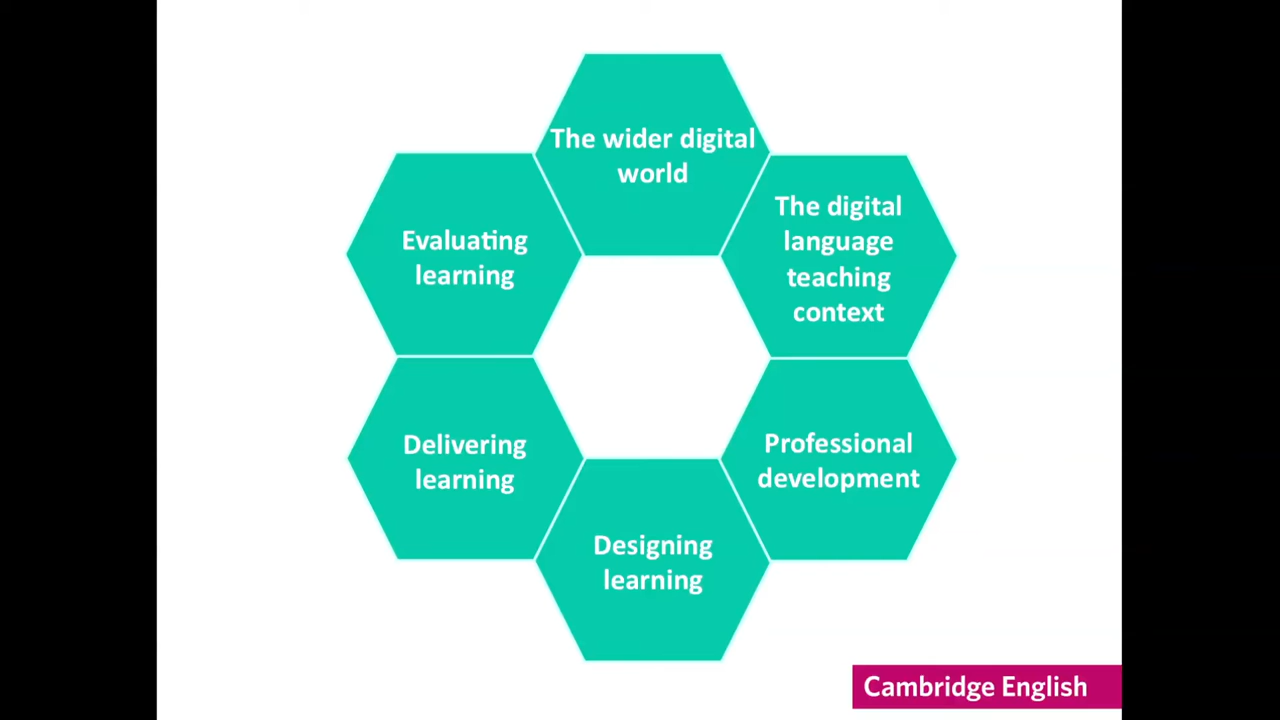 The wider digital
world
The digital
language
teaching
context
Professional
development
Designing
learning
Delivering
learning
Evaluating
learning
Cambridge English